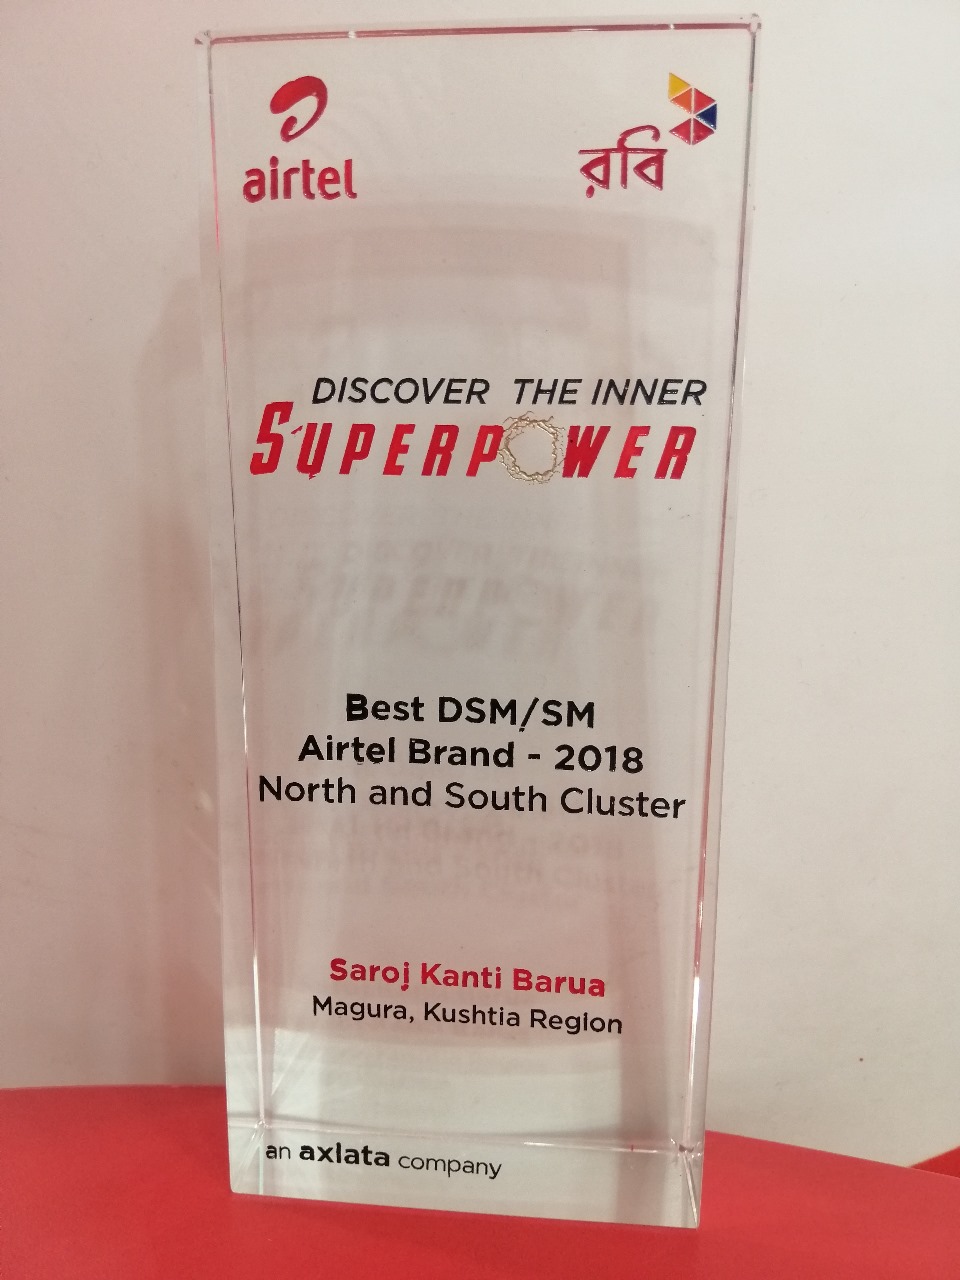 airtel
রবি
DISCOVER THE INNER
SUPERPOWER
Best DSM/SM
Airtel Brand - 2018
North and South Cluster
Saroj Kanti Barua
Magura, Kushtia Region
an axiata company